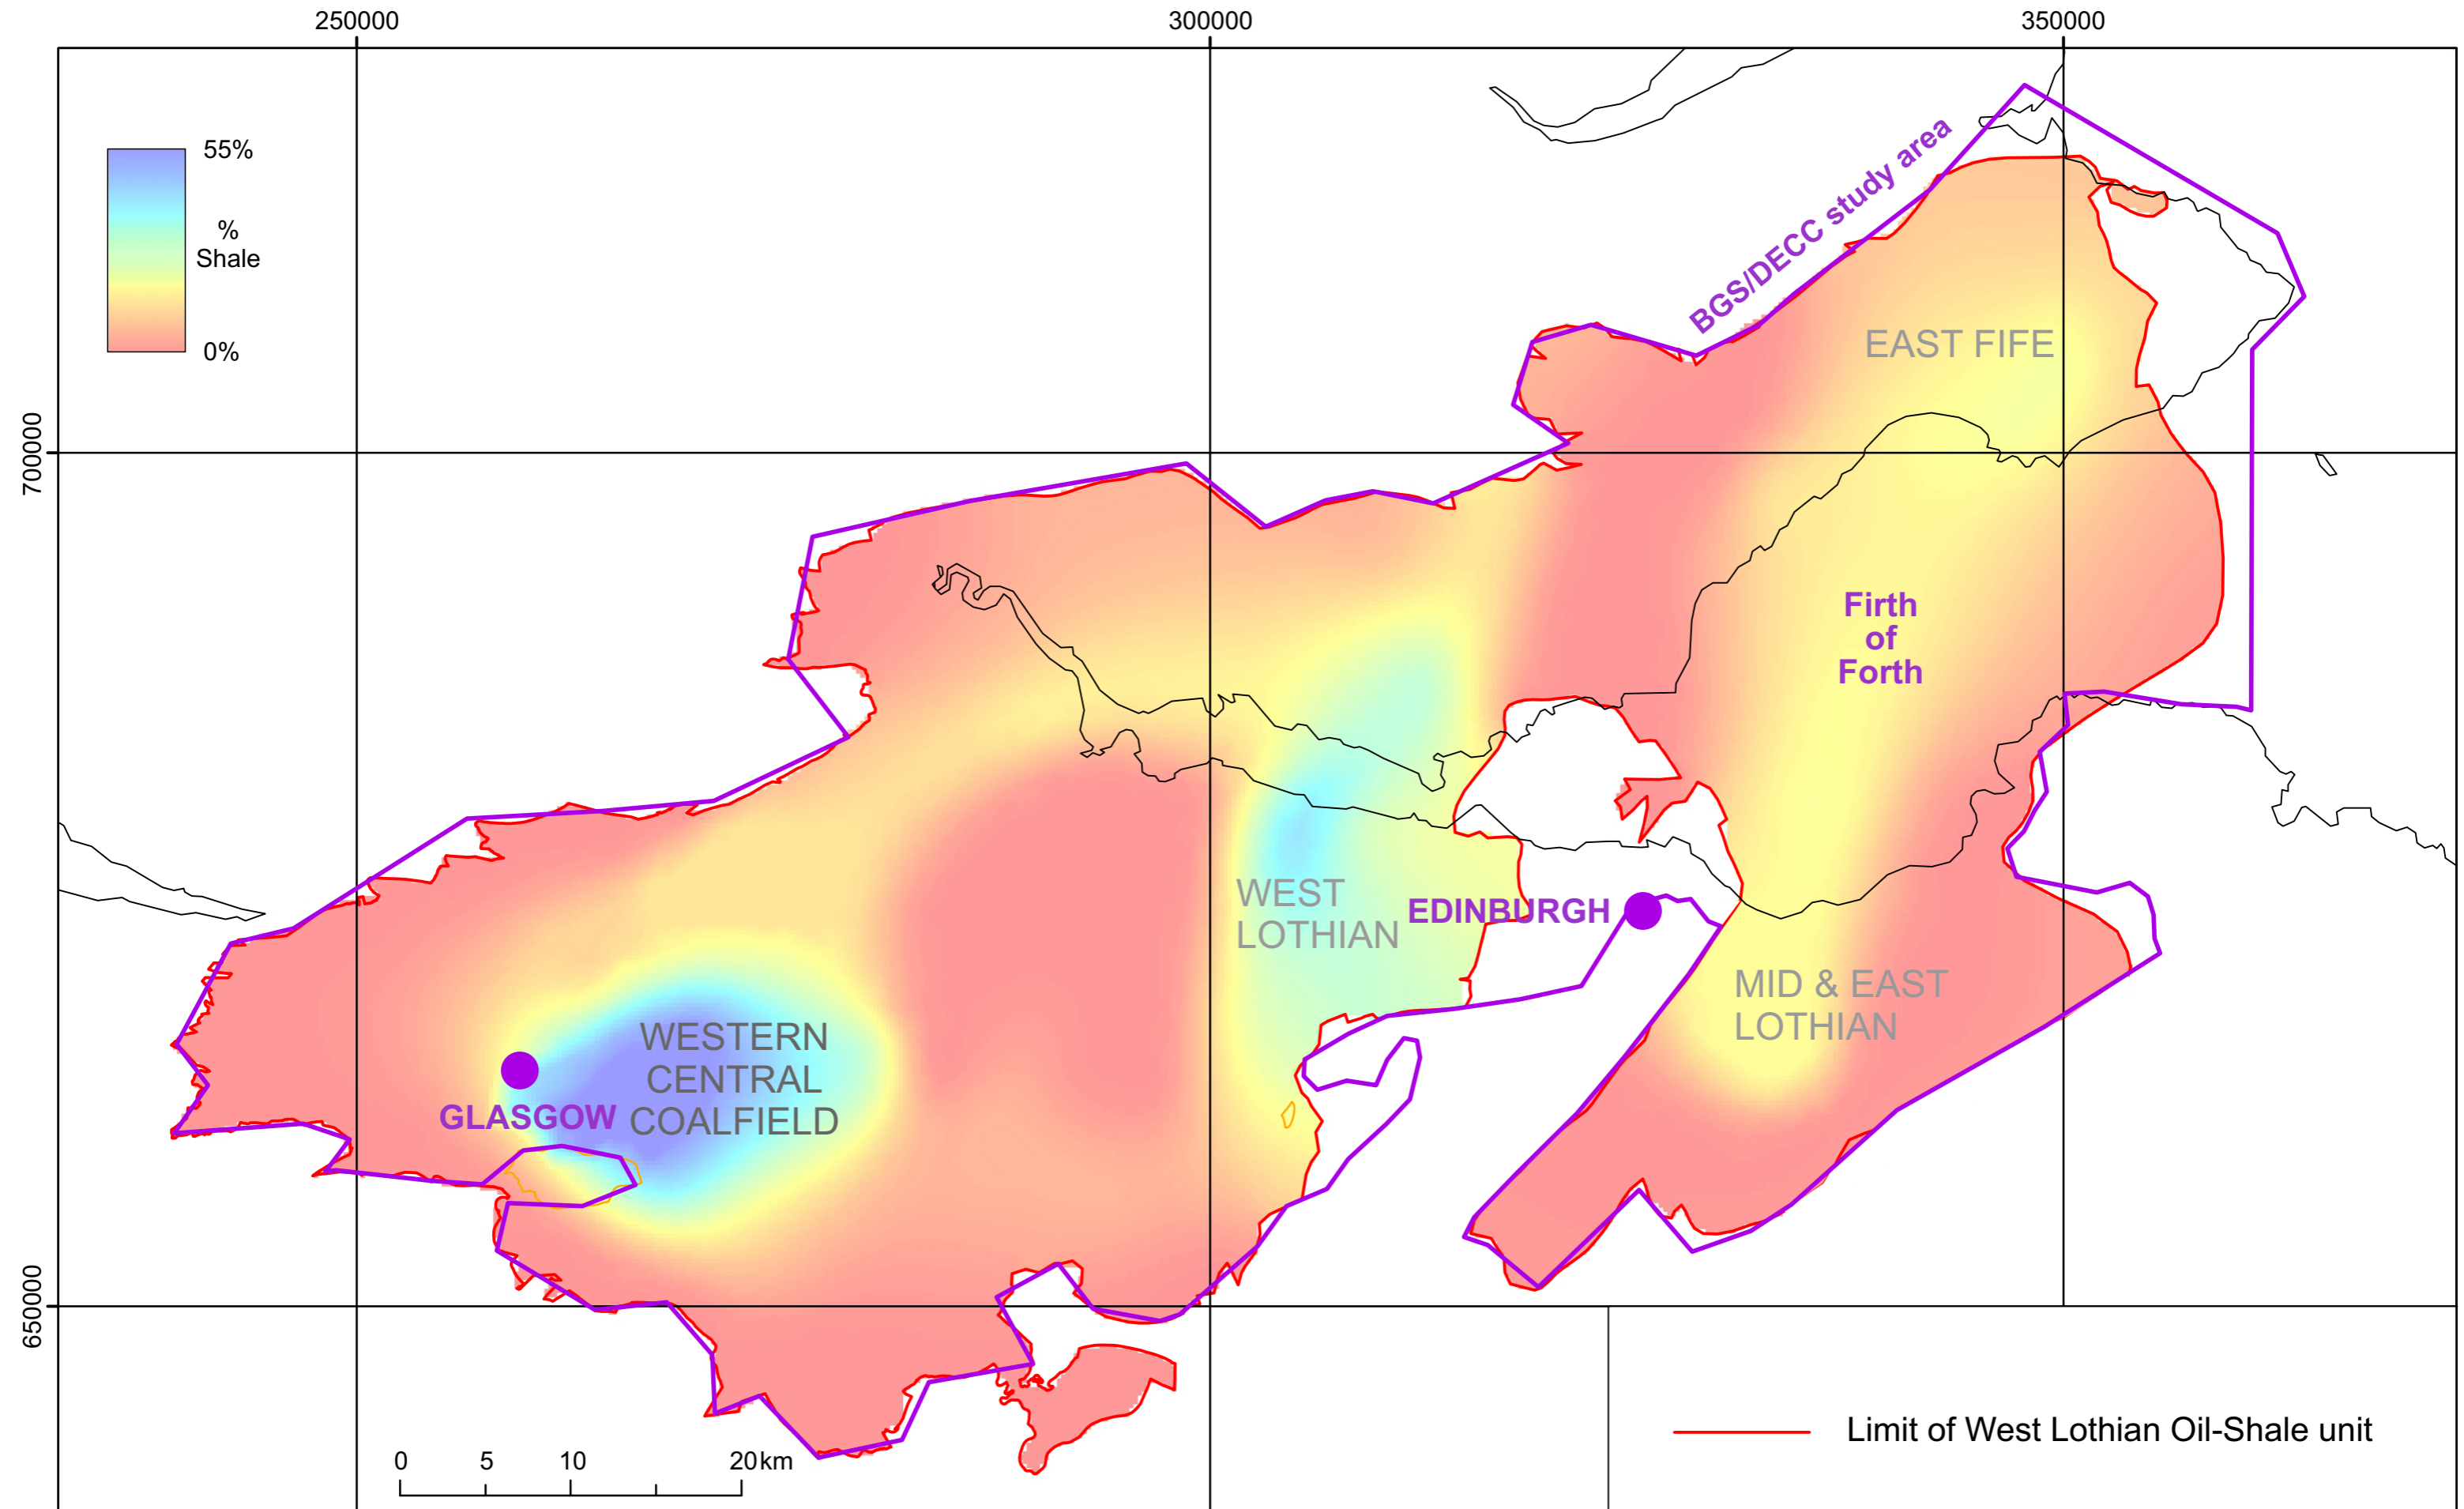 250000
300000
350000
55%
%
Shale
0%
BGS/DECC study area
EAST FIFE
700000
Firth
of
Forth
WEST
LOTHIAN
EDINBURGH
MID & EAST
LOTHIAN
WESTERN
CENTRAL
COALFIELD
GLASGOW
650000
Limit of West Lothian Oil-Shale unit
0 5 10 20km